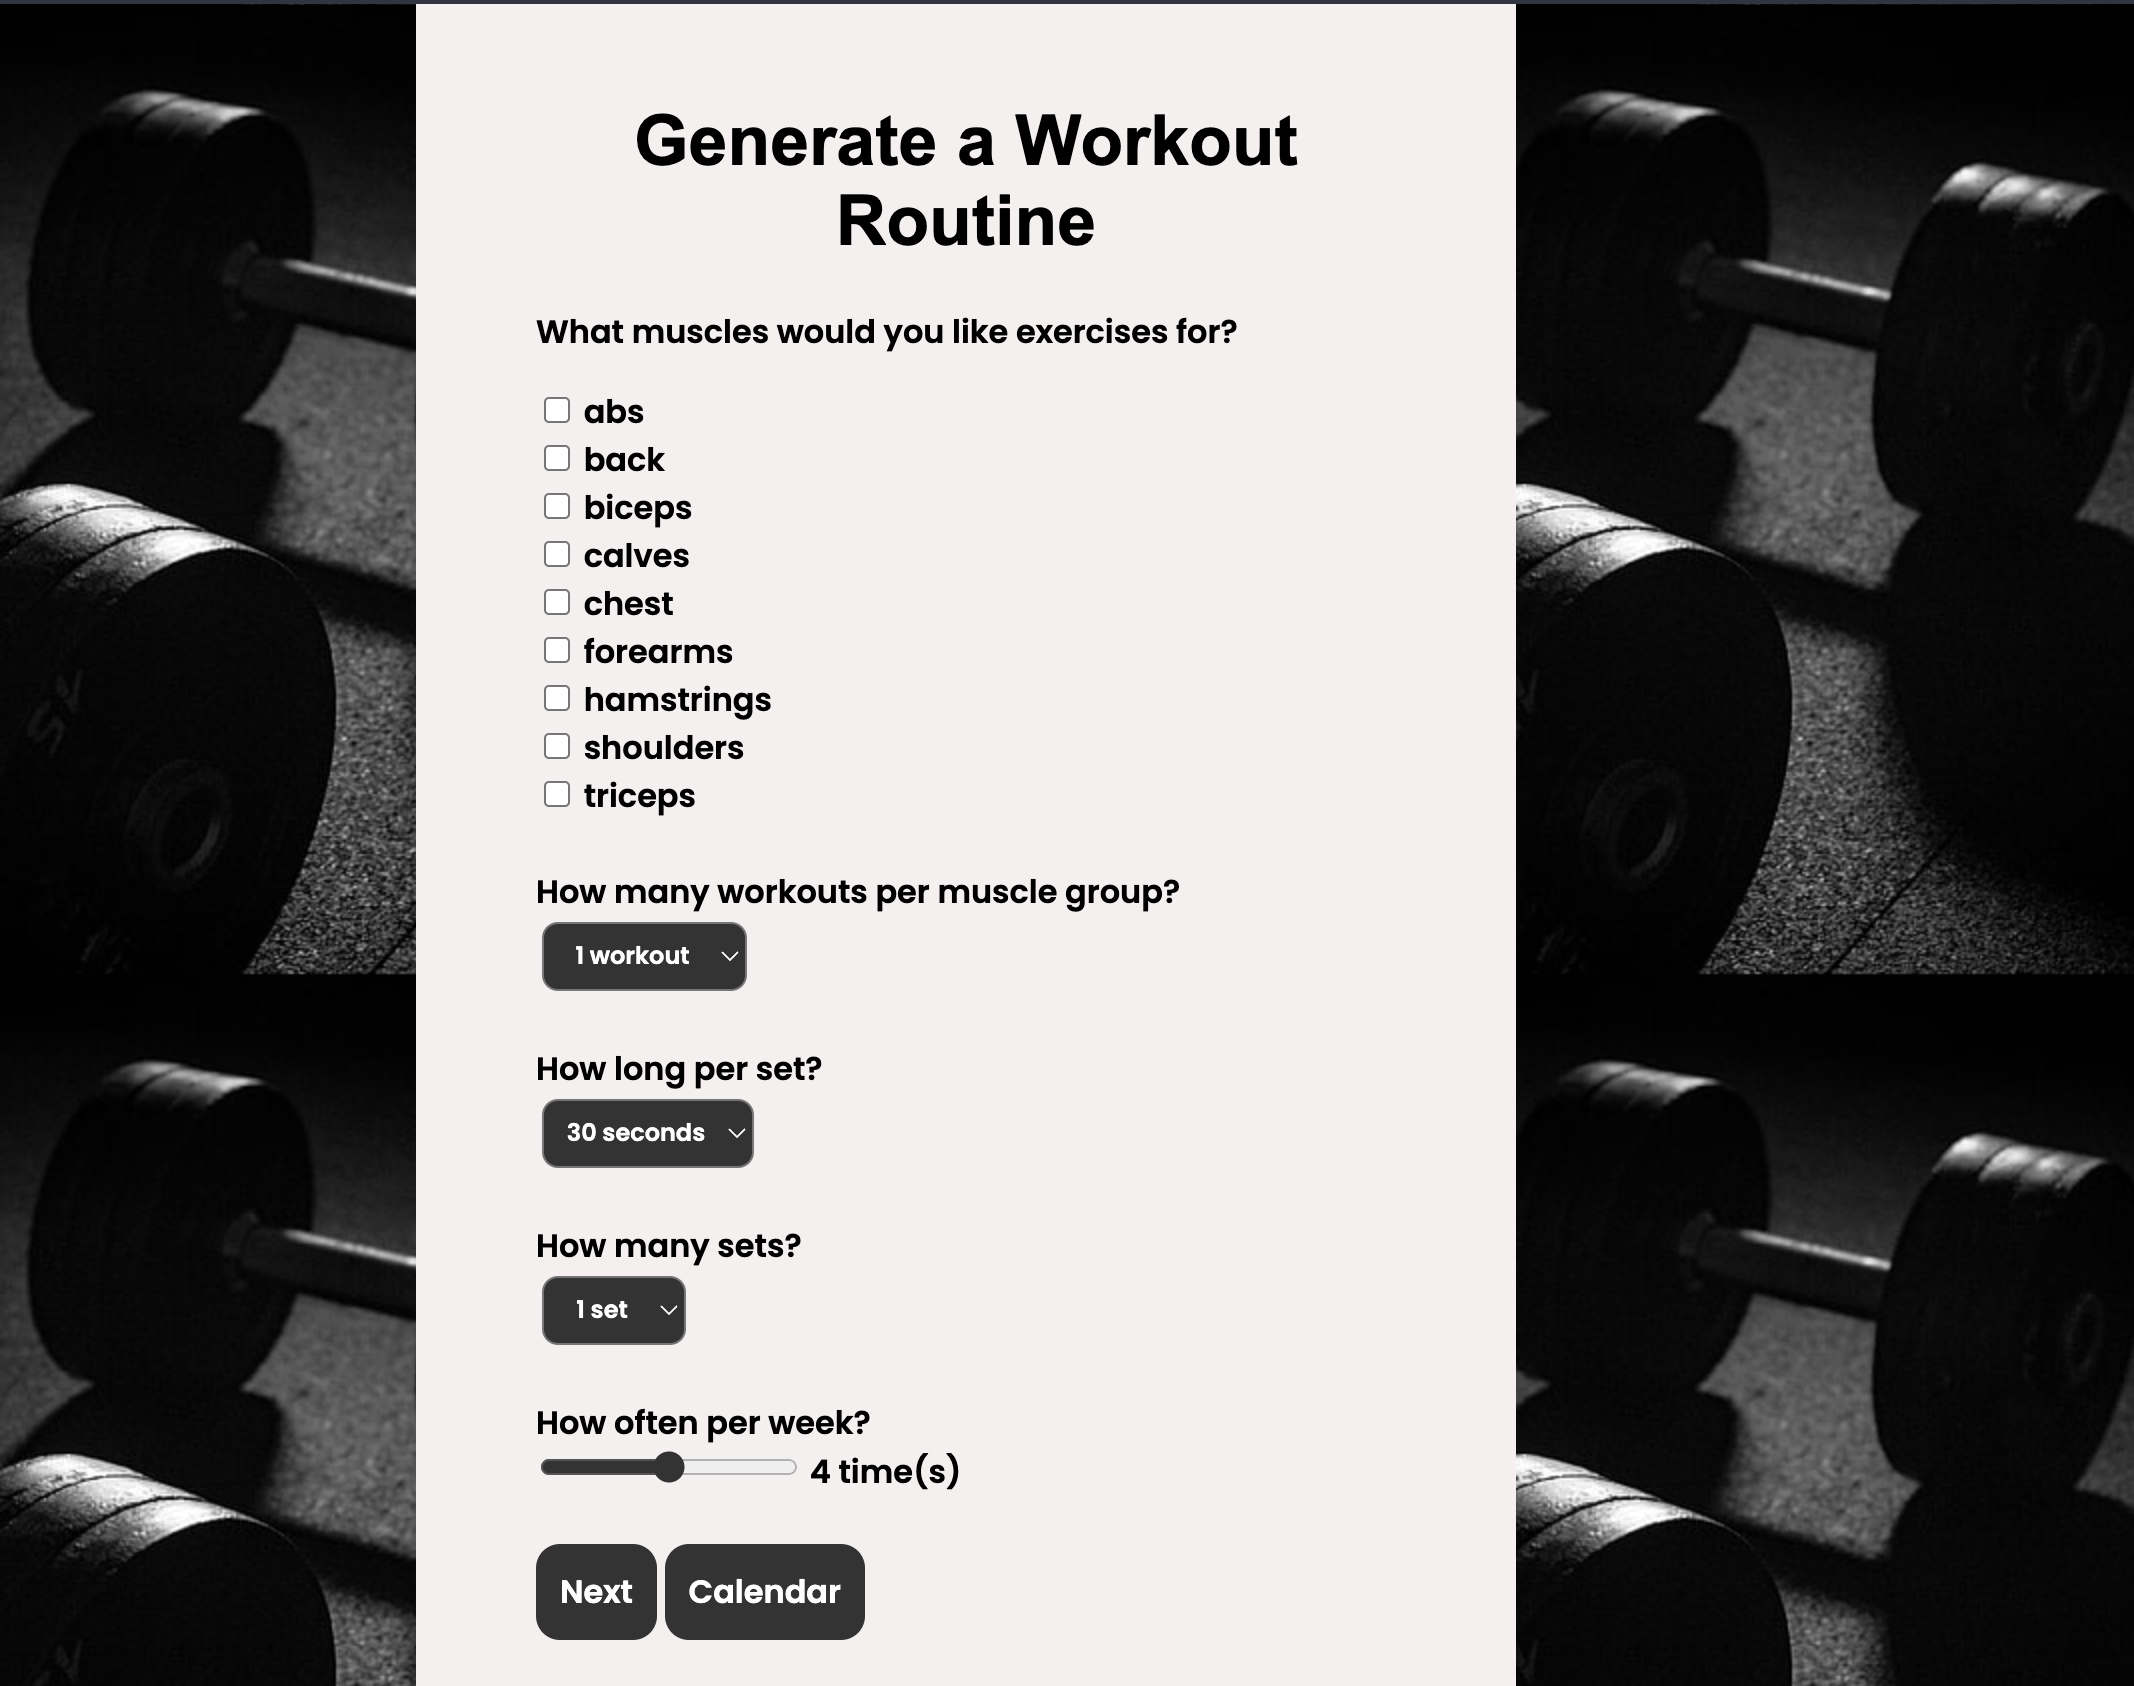 Generate a Workout
Routine
What muscles would you like exercises for?
abs
back
biceps
calves
chest
forearms
hamstrings
shoulders
triceps
How many workouts per muscle group?
1 workout
How long per set?
30 seconds
How many sets?
1 set
How often per week?
4 time(s)
Next Calendar